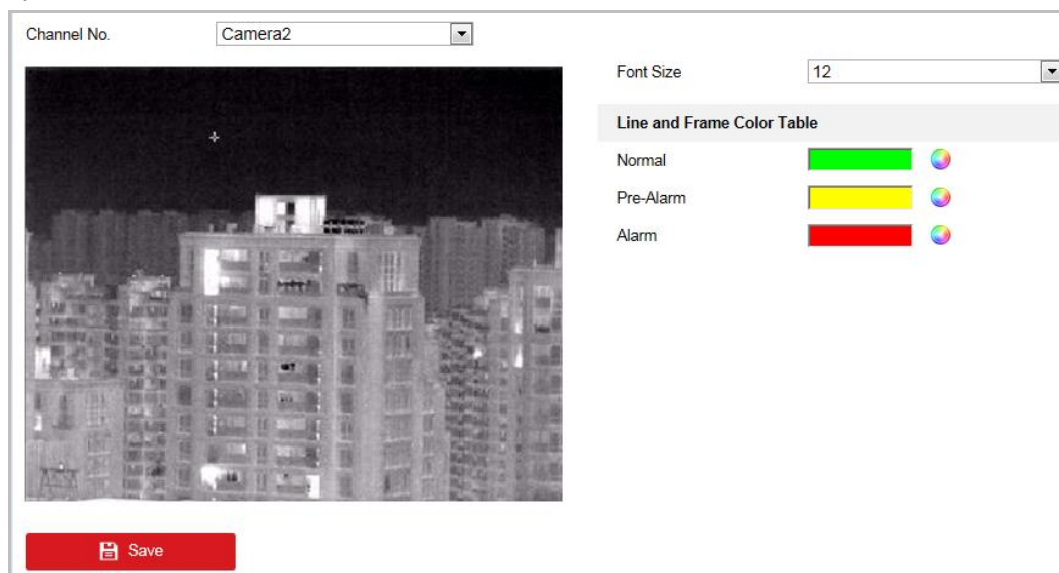 Channel No. Camera2
Font Size 12
Line and Frame Color Table
Normal
Pre-Alarm
Alarm
Save